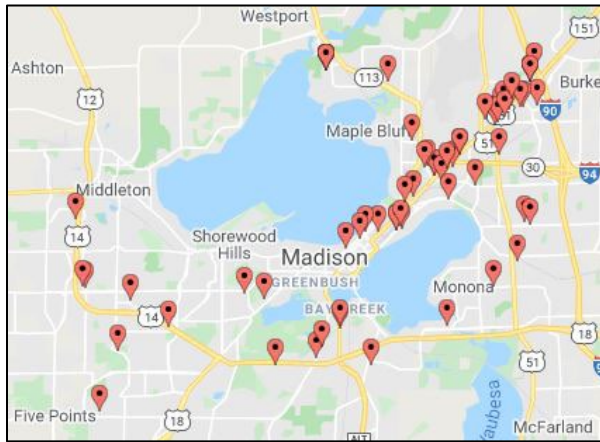 Westport
151
Ashton
113
Burke
12
51
90
Maple Bluff
51
30
94
Middleton
14
Shorewood
Hills
Madison
GREENBUSH
Monona
BAY CREEK
14
18
51
Five Points
18
McFarland